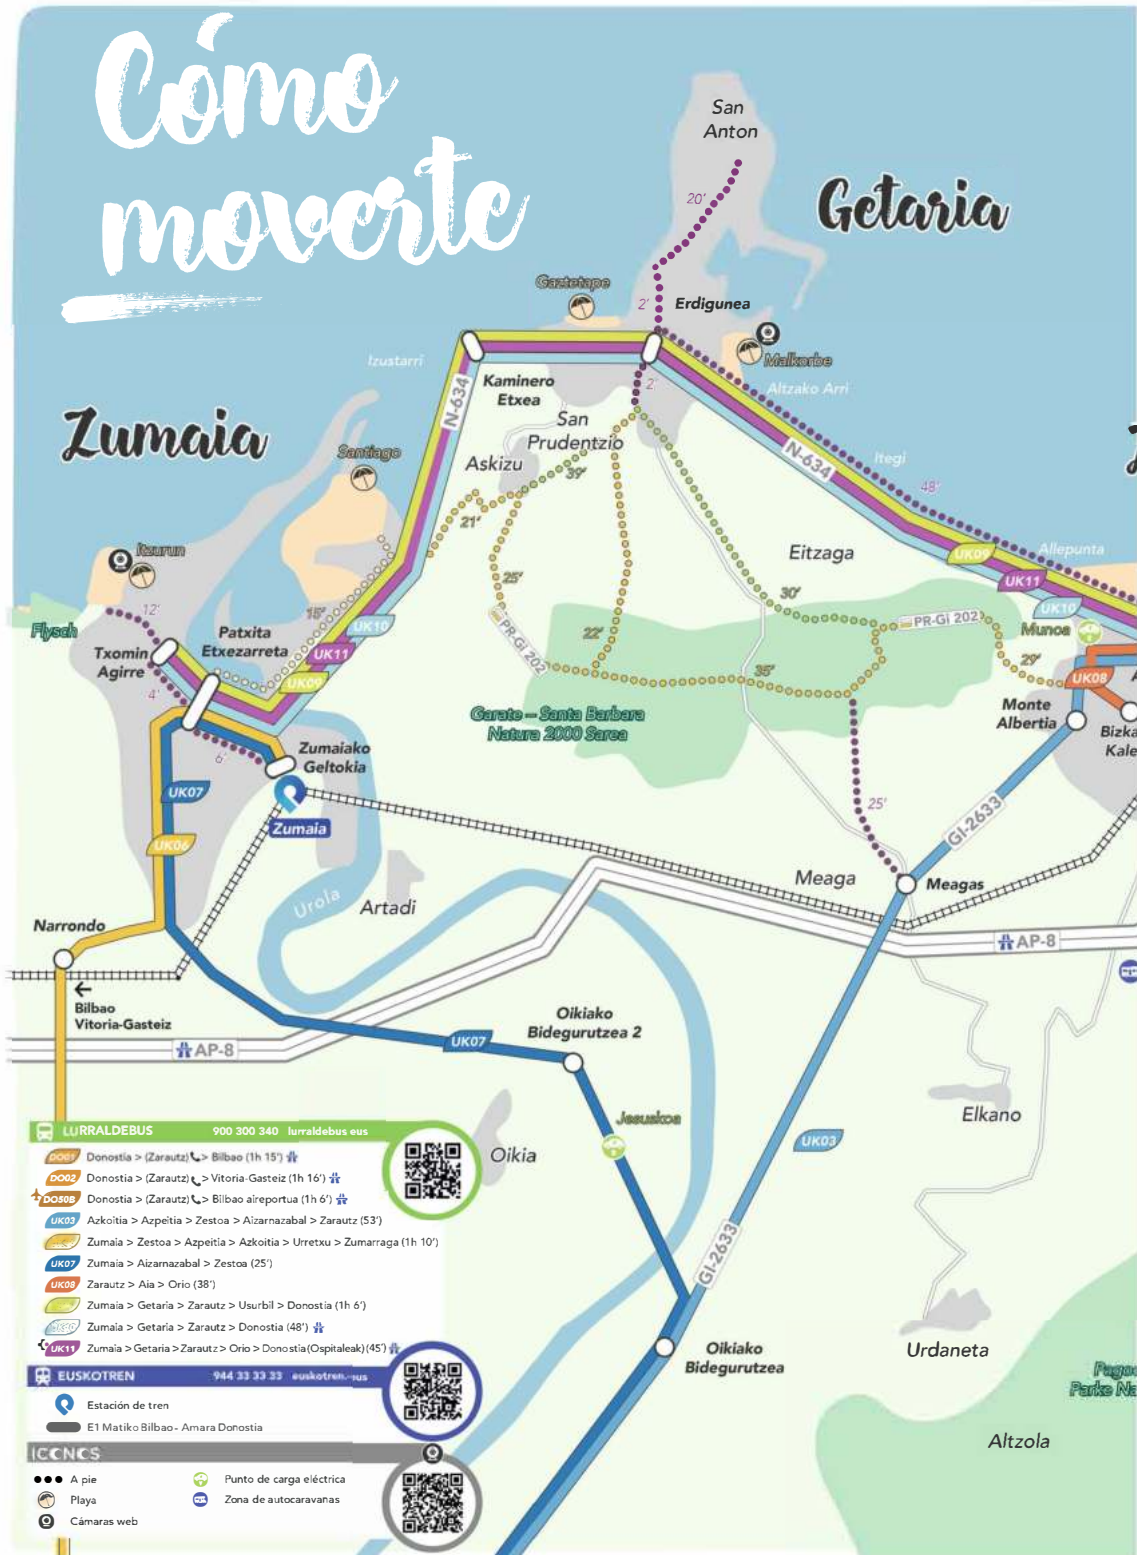 Cómo
moverte
San
Anton
20'
Getaria
Gaztetape
2'
Erdigunea
Malkorbe
Izustarri
Kaminero
Etxea
N-634
2'
Altzako Arri
Zumaia
San
Prudentzio
Santiago
Askizu
39'
N-634
Itegi
48'
21'
Eitzaga
UK09
Allepunta
UK11
Itzurun
25'
30'
UK10
12'
15'
UK10
PR-Gi 202
22'
PR-Gi 202
Munoa
Flysch
Patxita
Etxezarreta
UK11
29'
Txomin
Agirre
UK09
35'
UK08
4'
Garate – Santa Barbara
Natura 2000 Sarea
Monte
Albertia
Bizka
Kale
6'
Zumaiako
Geltokia
UK07
25'
Zumaia
GI-2633
UK06
Meaga
Meagas
Urola
Artadi
Narrondo
AP-8
Bilbao
Vitoria-Gasteiz
Oikiako
Bidegurutzea 2
AP-8
UK07
Elkano
Jesuskoa
UK03
Oikia
GI-2633
Oikiako
Bidegurutzea
Urdaneta
Pagoe
Parke Na
Altzola
LURRALDEBUS 900 300 340 lurraldebus eus
DO01 Donostia > (Zarautz) > Bilbao (1h 15')
DO02 Donostia > (Zarautz) > Vitoria-Gasteiz (1h 16')
DO50B Donostia > (Zarautz) > Bilbao aireportua (1h 6')
UK03 Azkoitia > Azpeitia > Zestoa > Aizarnazabal > Zarautz (53')
Zumaia > Zestoa > Azpeitia > Azkoitia > Urretxu > Zumarraga (1h 10')
UK07 Zumaia > Aizarnazabal > Zestoa (25')
UK08 Zarautz > Aia > Orio (38')
Zumaia > Getaria > Zarautz > Usurbil > Donostia (1h 6')
Zumaia > Getaria > Zarautz > Donostia (48')
UK11 Zumaia > Getaria > Zarautz > Orio > Donostia (Ospitaleak) (45')
EUSKOTREN 944 33 33 33 euskotren.eus
Estación de tren
E1 Matiko Bilbao - Amara Donostia
ICONOS
A pie
Punto de carga eléctrica
Playa
Zona de autocaravanas
Cámaras web